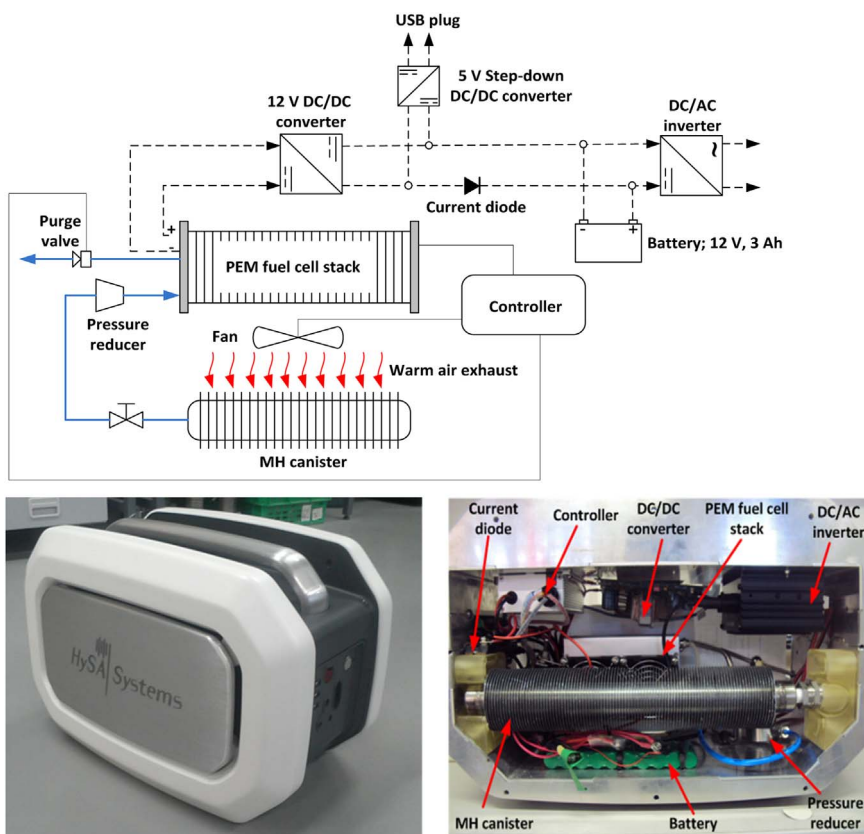 USB plug
5 V Step-down
DC/DC converter
12 V DC/DC
converter
DC/AC
inverter
~
Current diode
- +
Battery; 12 V, 3 Ah
Purge
valve
+
-
PEM fuel cell stack
Controller
Pressure
reducer
Fan
Warm air exhaust
MH canister
HySA Systems
Current
diode
Controller
DC/DC
converter
PEM fuel cell
stack
DC/AC
inverter
MH canister
Battery
Pressure
reducer